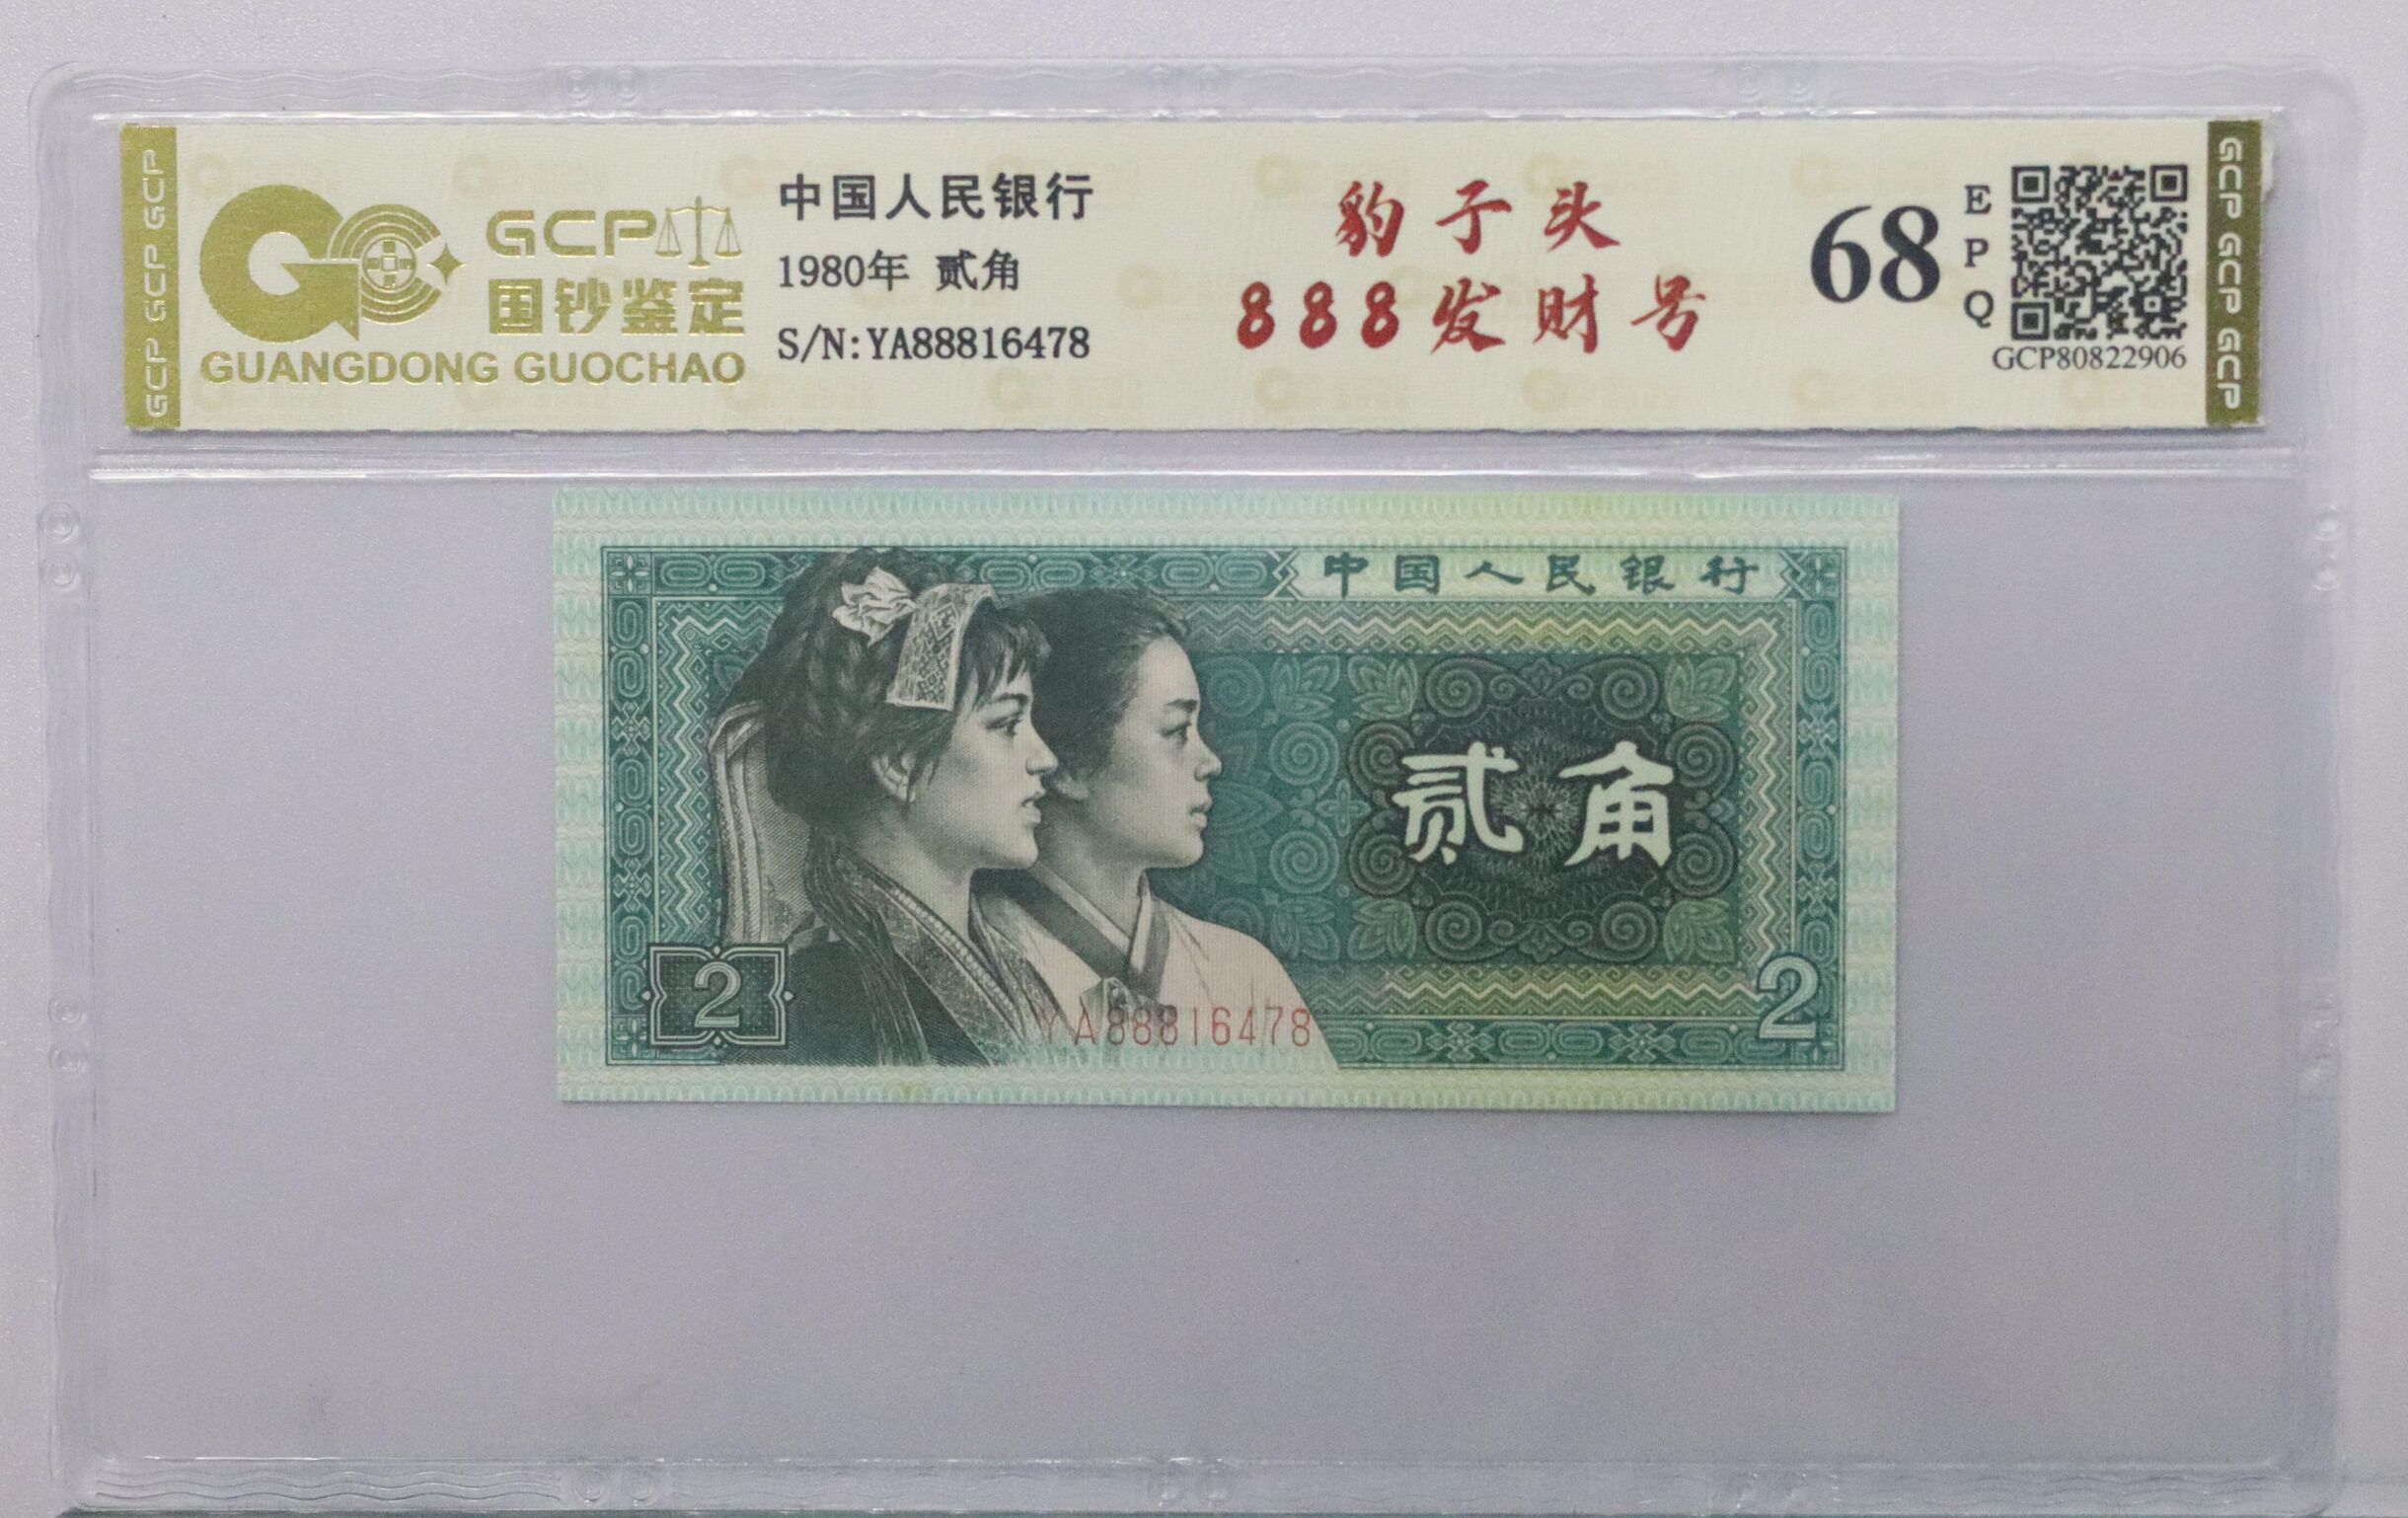 GCP GCP GCP
GCP
国钞鉴定
GUANGDONG GUOCHAO
中国人民银行
1980年 贰角
S/N:YA88816478
豹子头
888发财号
68
EPQ
GCP80822906
GCP GCP GCP
中国人民银行
贰角
2
YA88816478
2